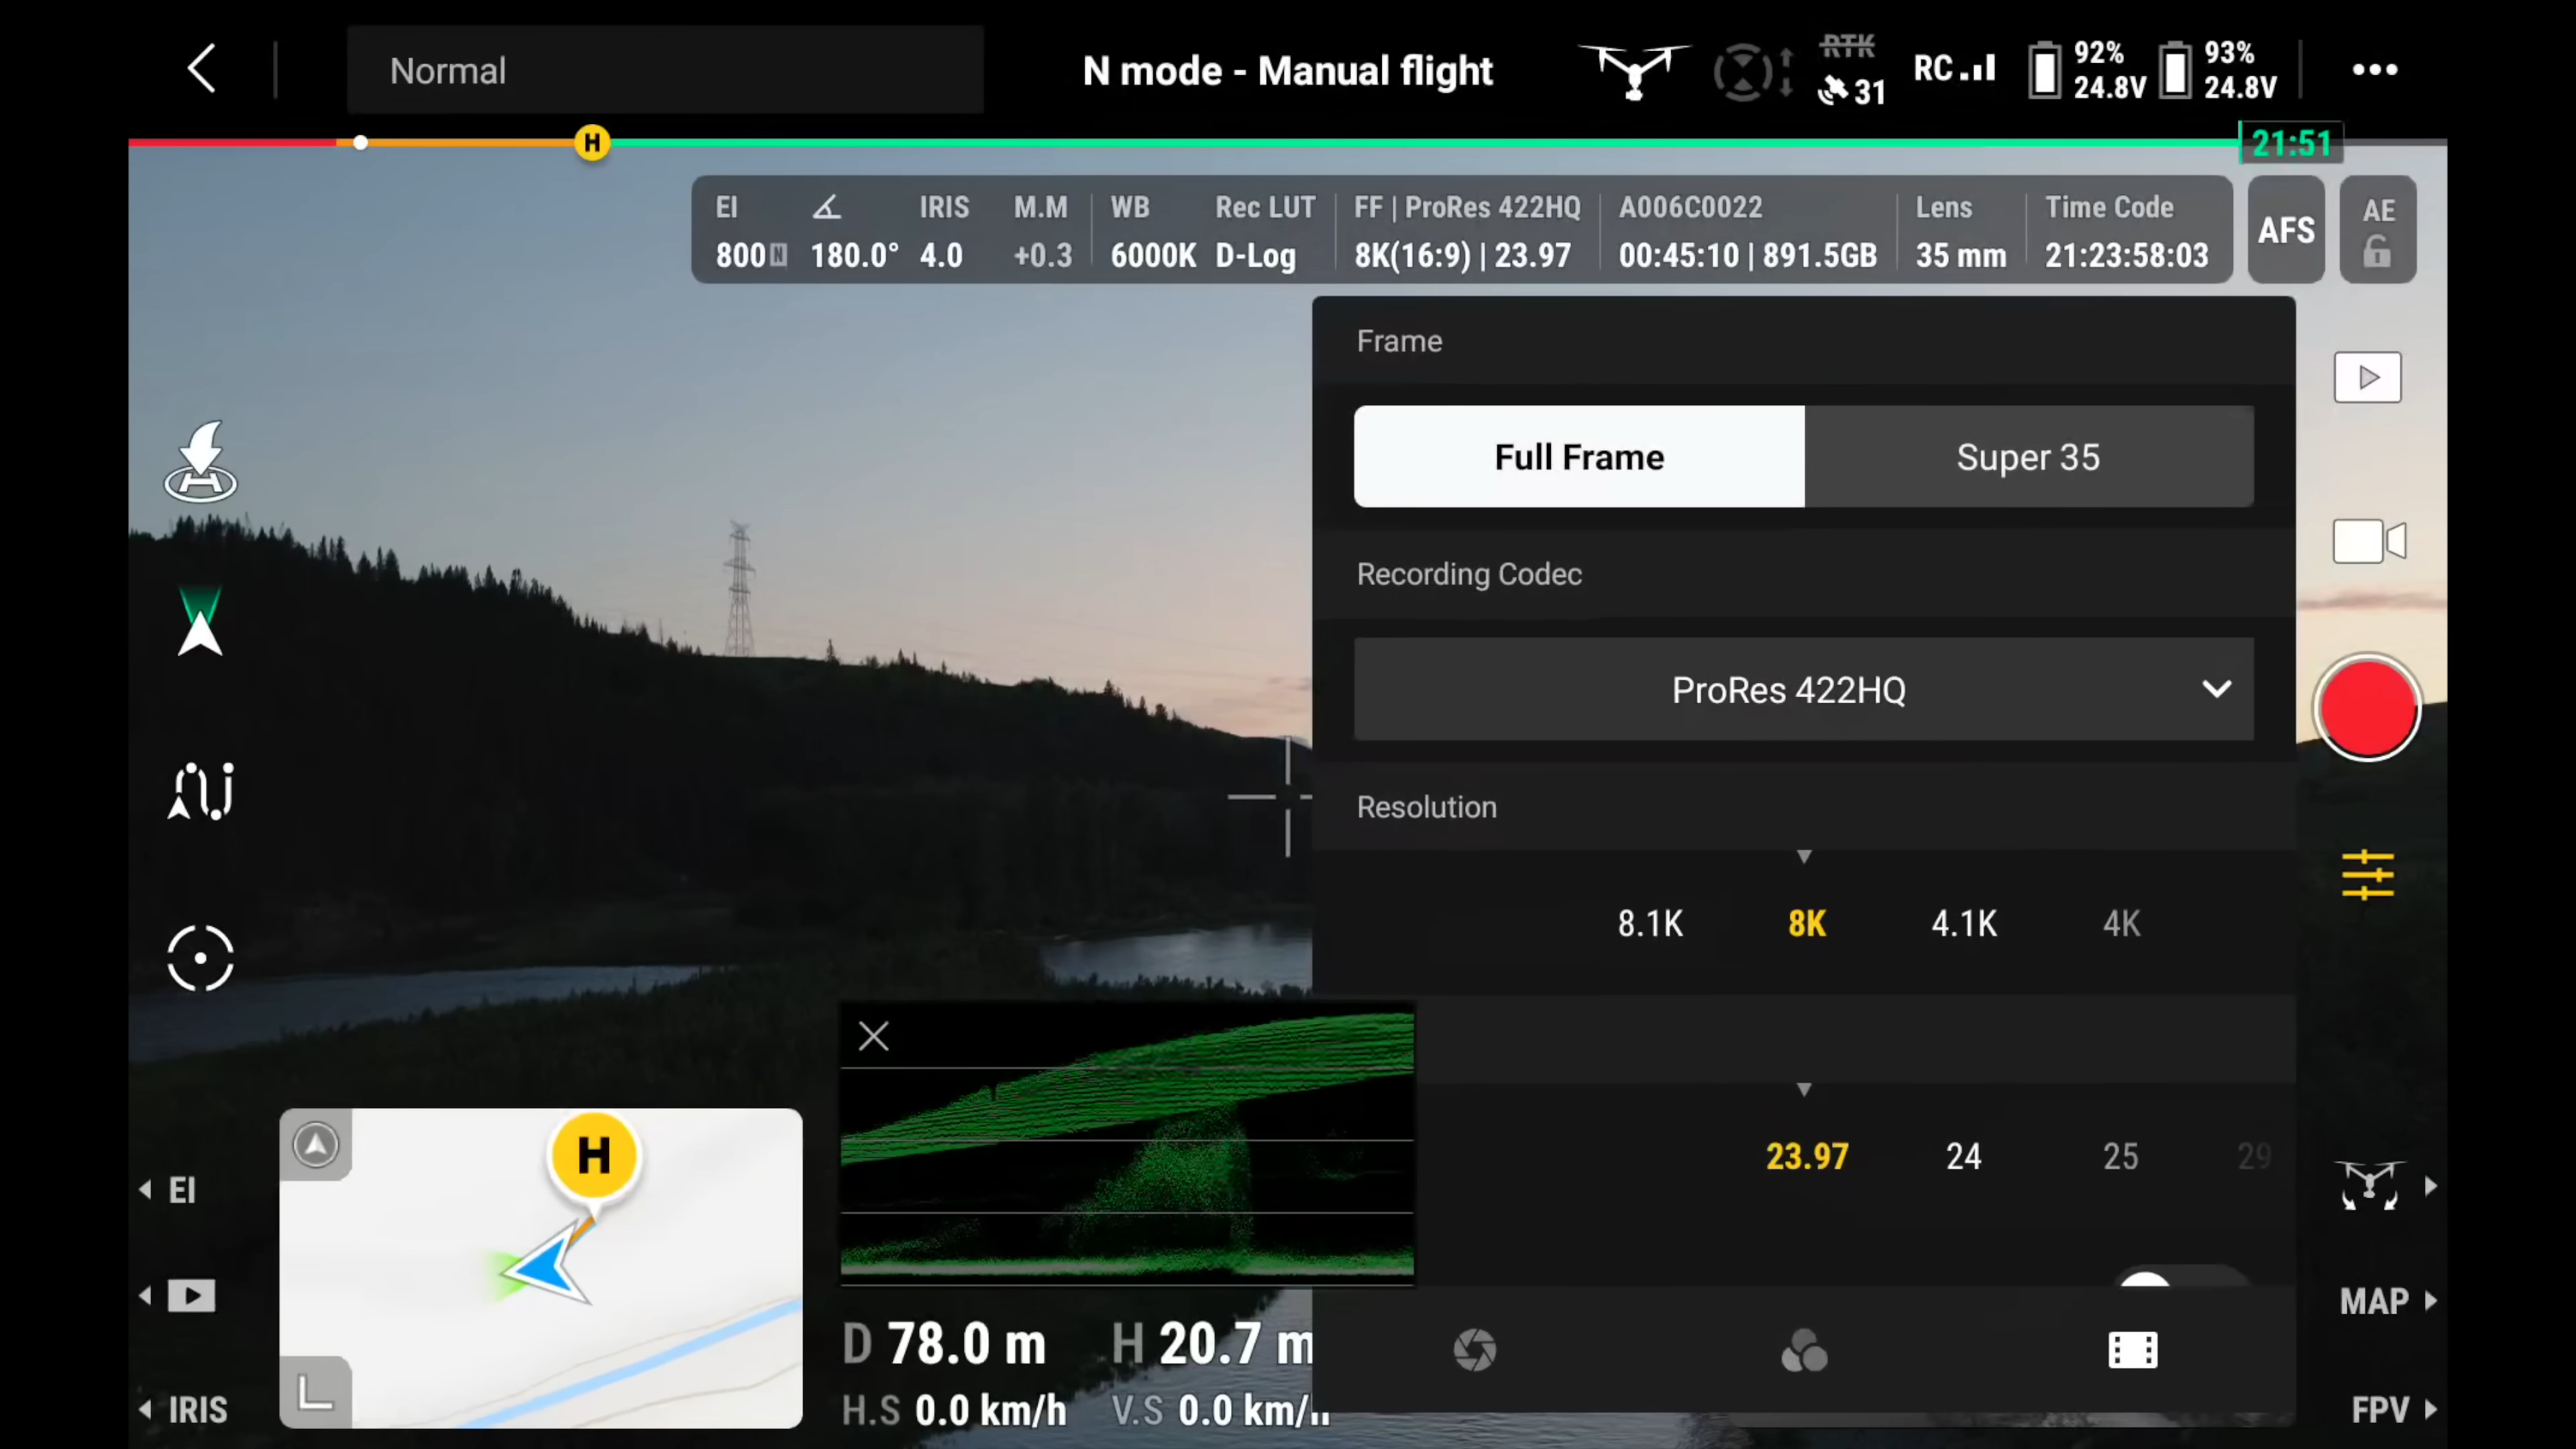 Normal
N mode - Manual flight
RTK
31
RC
92%
24.8V
93%
24.8V
H
21:51
EI
IRIS
M.M
WB
Rec LUT
FF | ProRes 422HQ
A006C0022
Lens
Time Code
800 N
180.0°
4.0
+0.3
6000K
D-Log
8K(16:9) | 23.97
00:45:10 | 891.5GB
35 mm
21:23:58:03
AFS
AE
Frame
Full Frame
Super 35
Recording Codec
ProRes 422HQ
Resolution
8.1K
8K
4.1K
4K
23.97
24
25
29
H
EI
IRIS
D 78.0 m
H 20.7 m
H.S 0.0 km/h
V.S 0.0
MAP
FPV